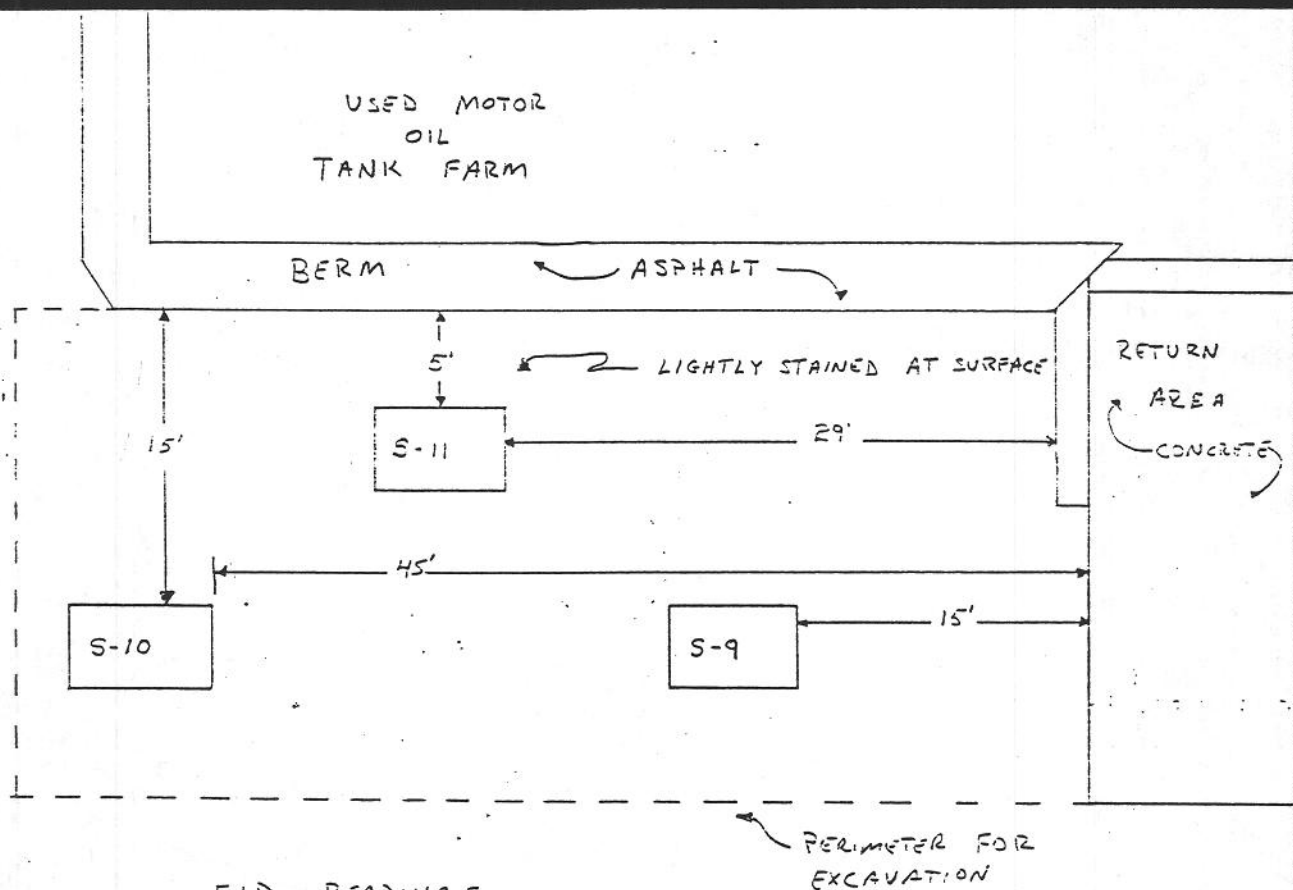 USED MOTOR
OIL
TANK FARM
BERM
ASPHALT
5'
LIGHTLY STAINED AT SURFACE
RETURN
AREA
CONCRETE
15'
S-11
29'
45'
S-10
S-9
15'
PERIMETER FOR
EXCAVATION